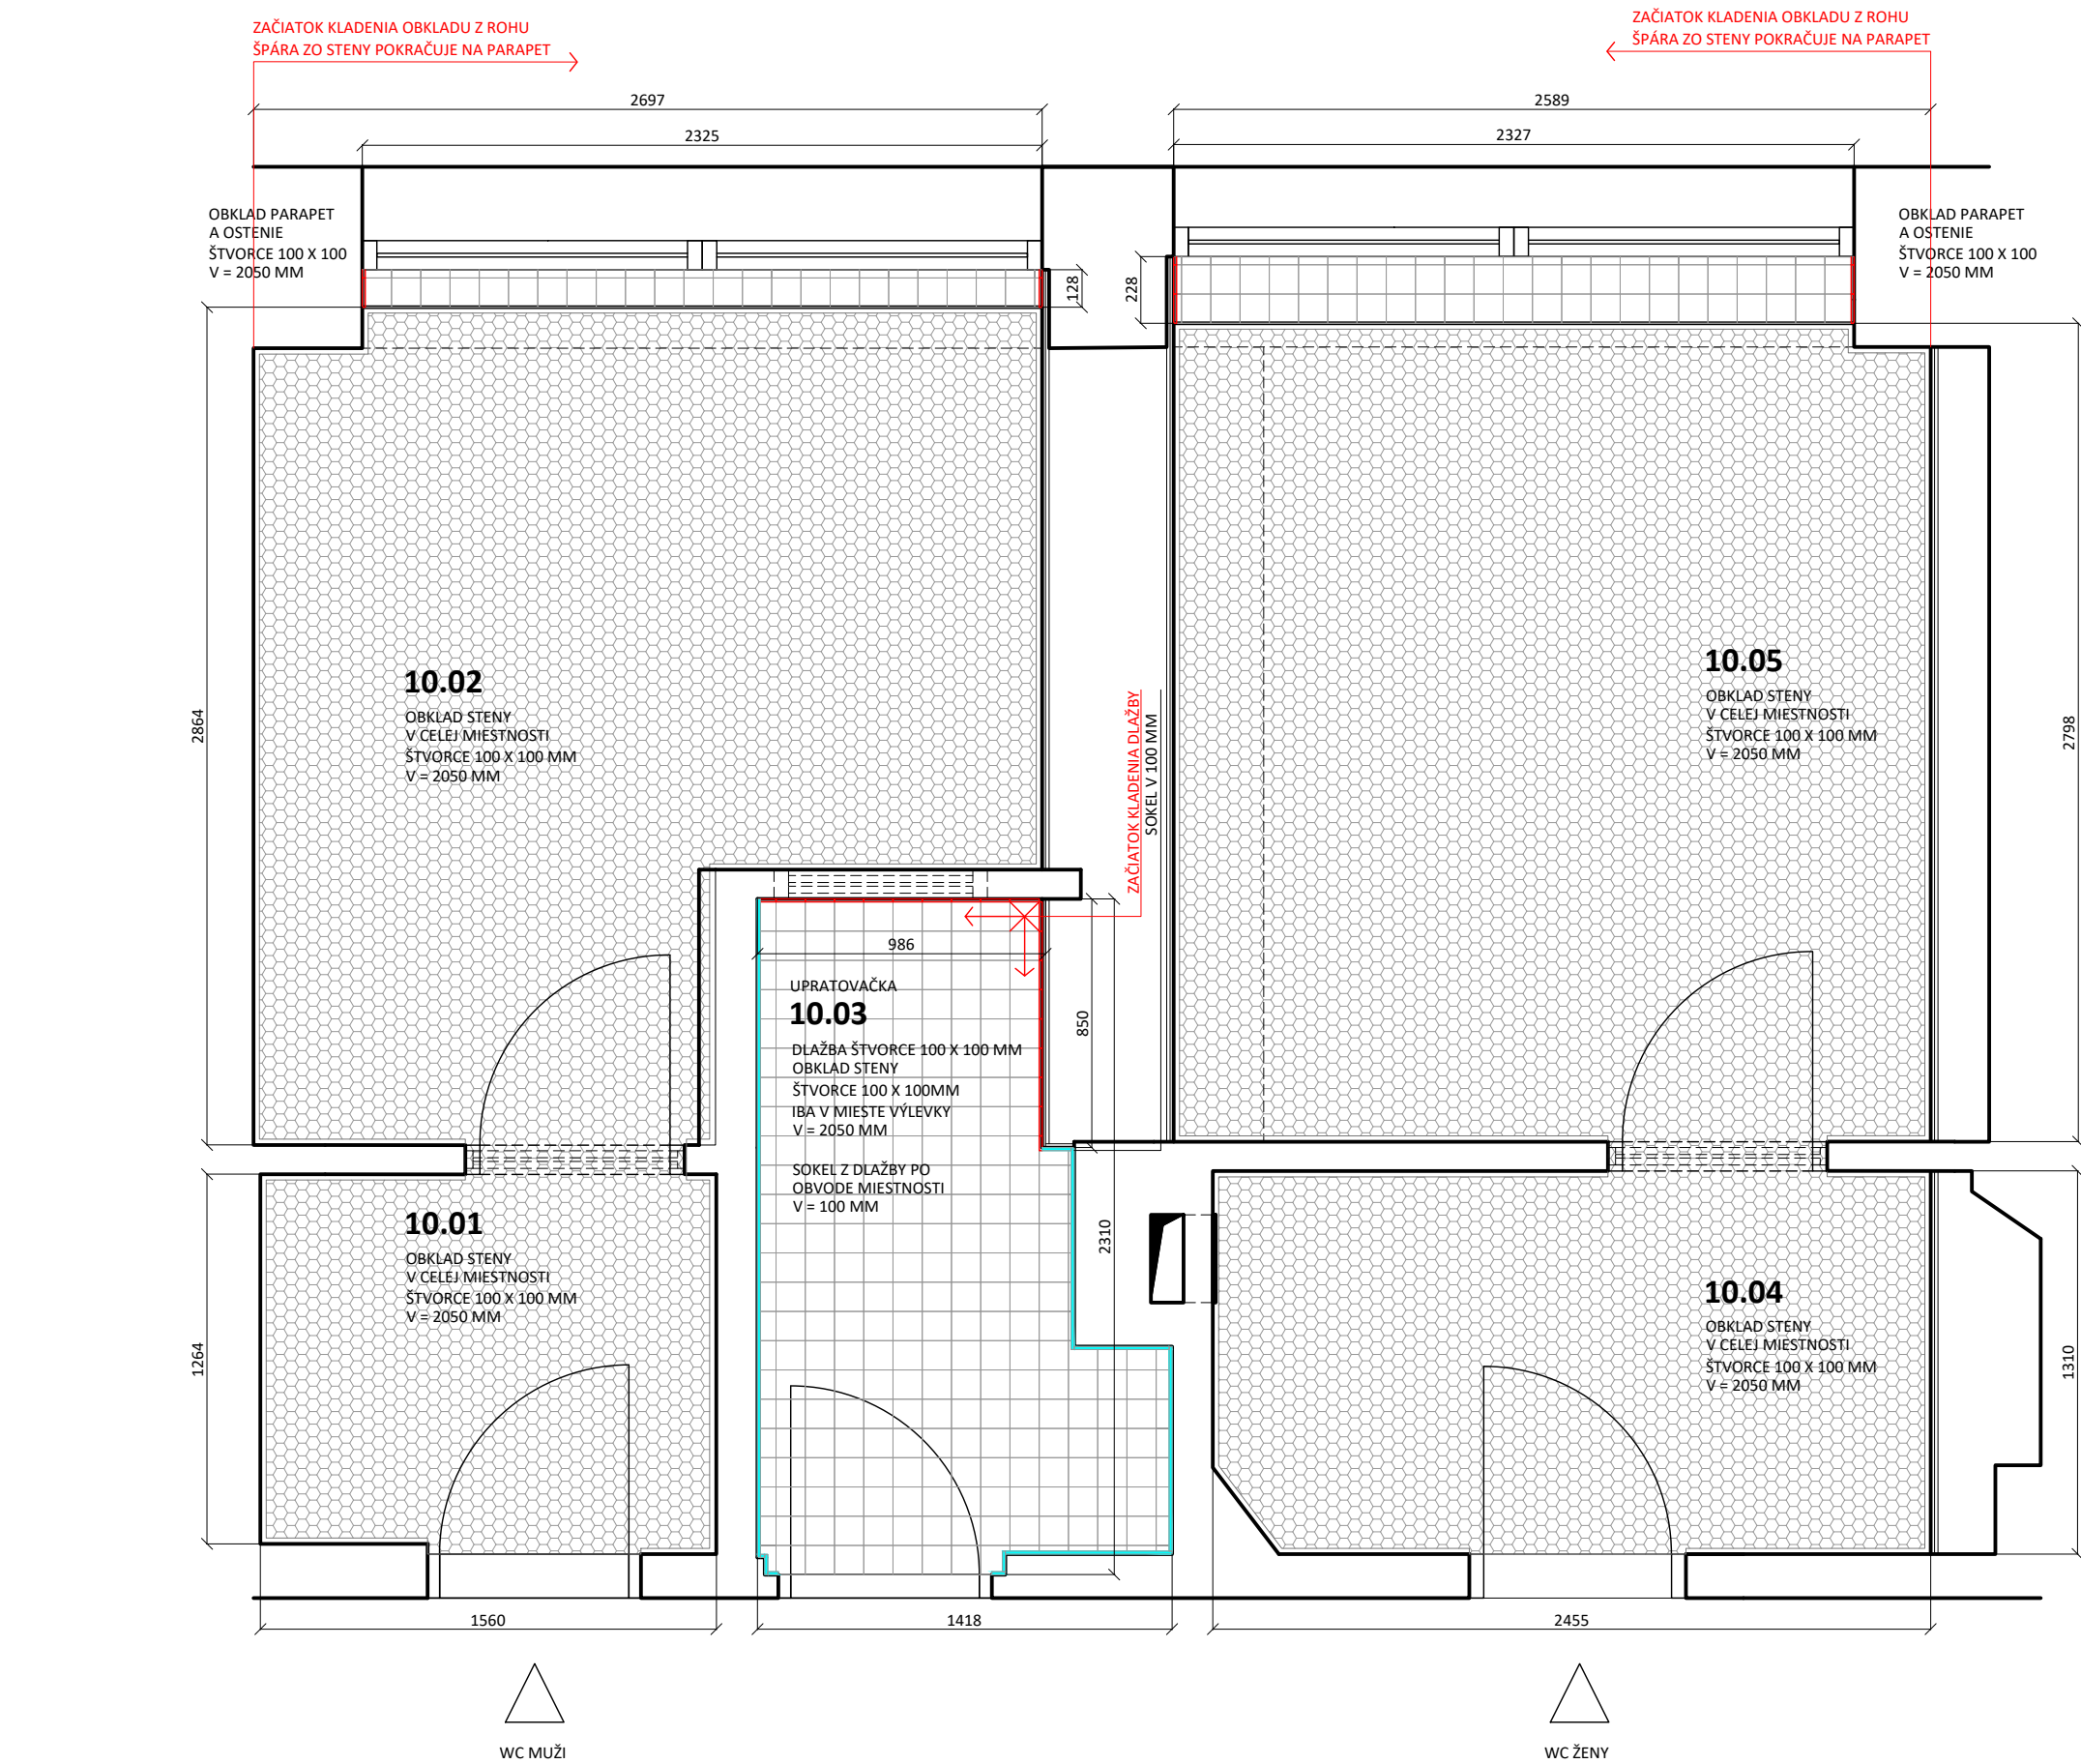 ZAČIATOK KLADENIA OBKLADU Z ROHU
ŠPÁRA ZO STENY POKRAČUJE NA PARAPET
ZAČIATOK KLADENIA OBKLADU Z ROHU
ŠPÁRA ZO STENY POKRAČUJE NA PARAPET
2697
2589
2325
2327
OBKLAD PARAPET
A OSTENIE
ŠTVORCE 100 X 100
V = 2050 MM
OBKLAD PARAPET
A OSTENIE
ŠTVORCE 100 X 100
V = 2050 MM
128
228
2864
10.02
OBKLAD STENY
V CELEJ MIESTNOSTI
ŠTVORCE 100 X 100 MM
V = 2050 MM
ZAČIATOK KLADENIA DLAŽBY
SOKEL V 100 MM
10.05
OBKLAD STENY
V CELEJ MIESTNOSTI
ŠTVORCE 100 X 100 MM
V = 2050 MM
2798
986
850
UPRATOVAČKA
10.03
DLAŽBA ŠTVORCE 100 X 100 MM
OBKLAD STENY
ŠTVORCE 100 X 100MM
IBA V MIESTE VÝLEVKY
V = 2050 MM
SOKEL Z DLAŽBY PO
OBVODE MIESTNOSTI
V = 100 MM
2310
10.01
OBKLAD STENY
V CELEJ MIESTNOSTI
ŠTVORCE 100 X 100 MM
V = 2050 MM
1264
10.04
OBKLAD STENY
V CELEJ MIESTNOSTI
ŠTVORCE 100 X 100 MM
V = 2050 MM
1310
1560
1418
2455
WC MUŽI
WC ŽENY